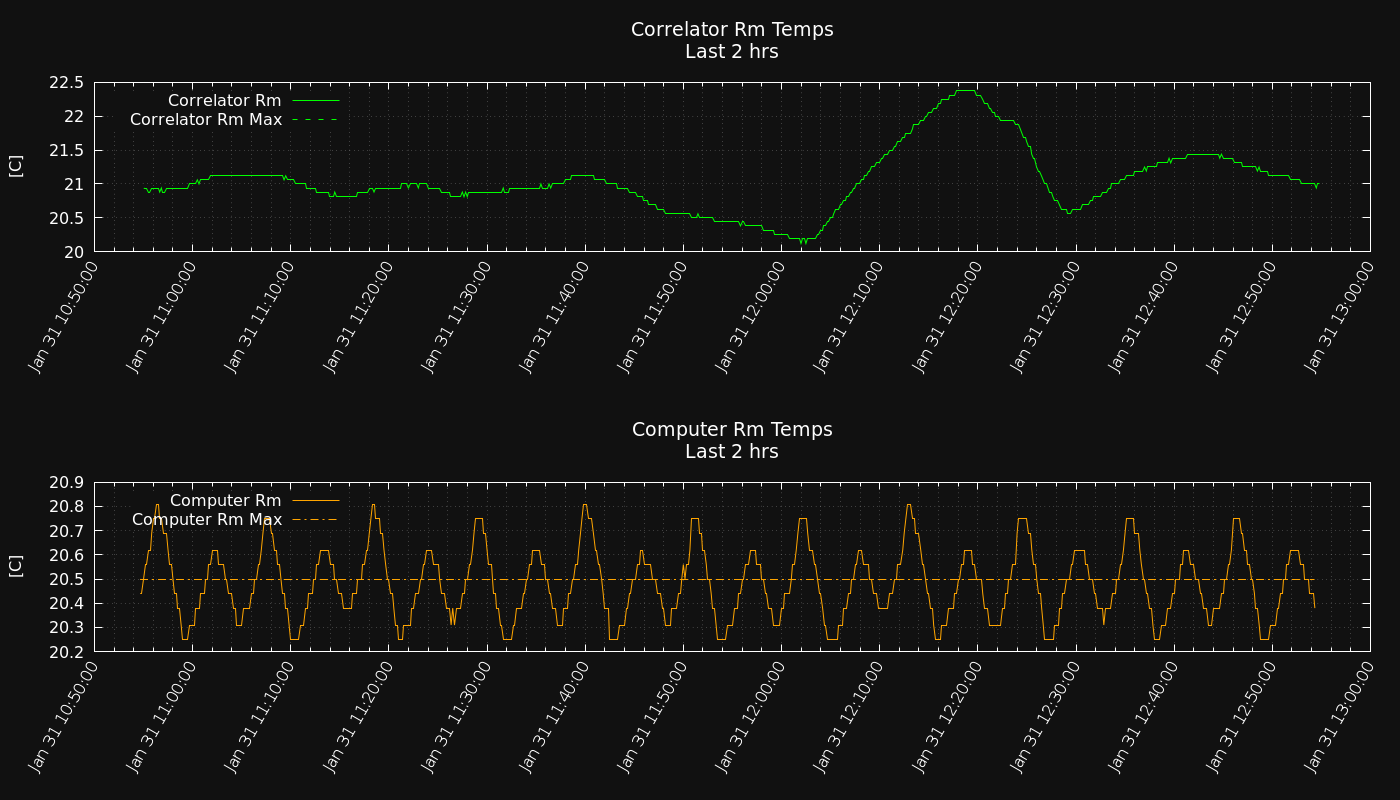 Correlator Rm Temps
Last 2 hrs
[C]
22.5
22
21.5
21
20.5
20
Correlator Rm
Correlator Rm Max
Jan 31 10:50:00
Jan 31 11:00:00
Jan 31 11:10:00
Jan 31 11:20:00
Jan 31 11:30:00
Jan 31 11:40:00
Jan 31 11:50:00
Jan 31 12:00:00
Jan 31 12:10:00
Jan 31 12:20:00
Jan 31 12:30:00
Jan 31 12:40:00
Jan 31 12:50:00
Jan 31 13:00:00
Computer Rm Temps
Last 2 hrs
[C]
20.9
20.8
20.7
20.6
20.5
20.4
20.3
20.2
Computer Rm
Computer Rm Max
Jan 31 10:50:00
Jan 31 11:00:00
Jan 31 11:10:00
Jan 31 11:20:00
Jan 31 11:30:00
Jan 31 11:40:00
Jan 31 11:50:00
Jan 31 12:00:00
Jan 31 12:10:00
Jan 31 12:20:00
Jan 31 12:30:00
Jan 31 12:40:00
Jan 31 12:50:00
Jan 31 13:00:00